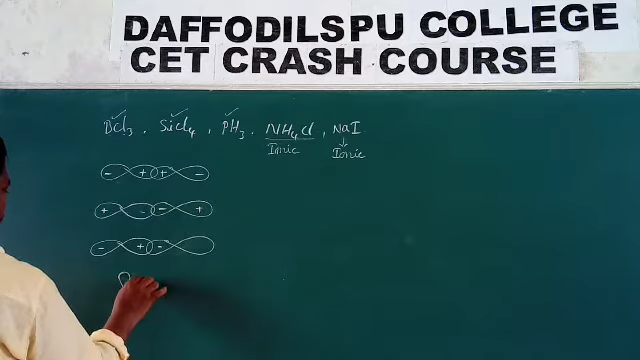 DAFFODILSPU COLLEGE
CET CRASH COURSE
BCl3, SiCl4, PH3, NH4Cl, NaI
Ionic Ionic
- + + -
+ - - +
- + -